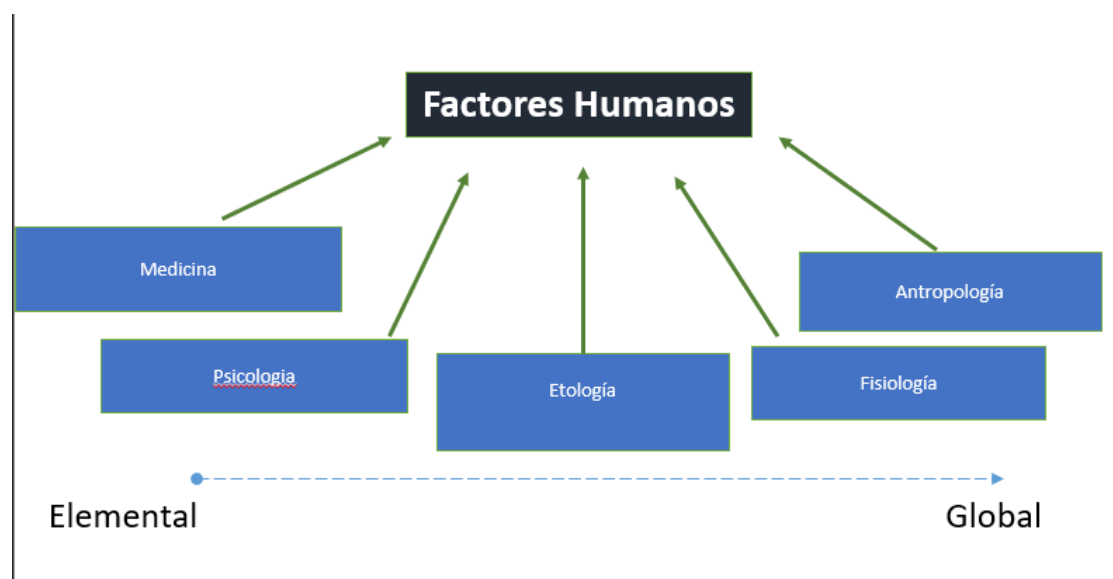 Factores Humanos
Medicina
Antropología
Psicologia
Etología
Fisiología
Elemental
Global